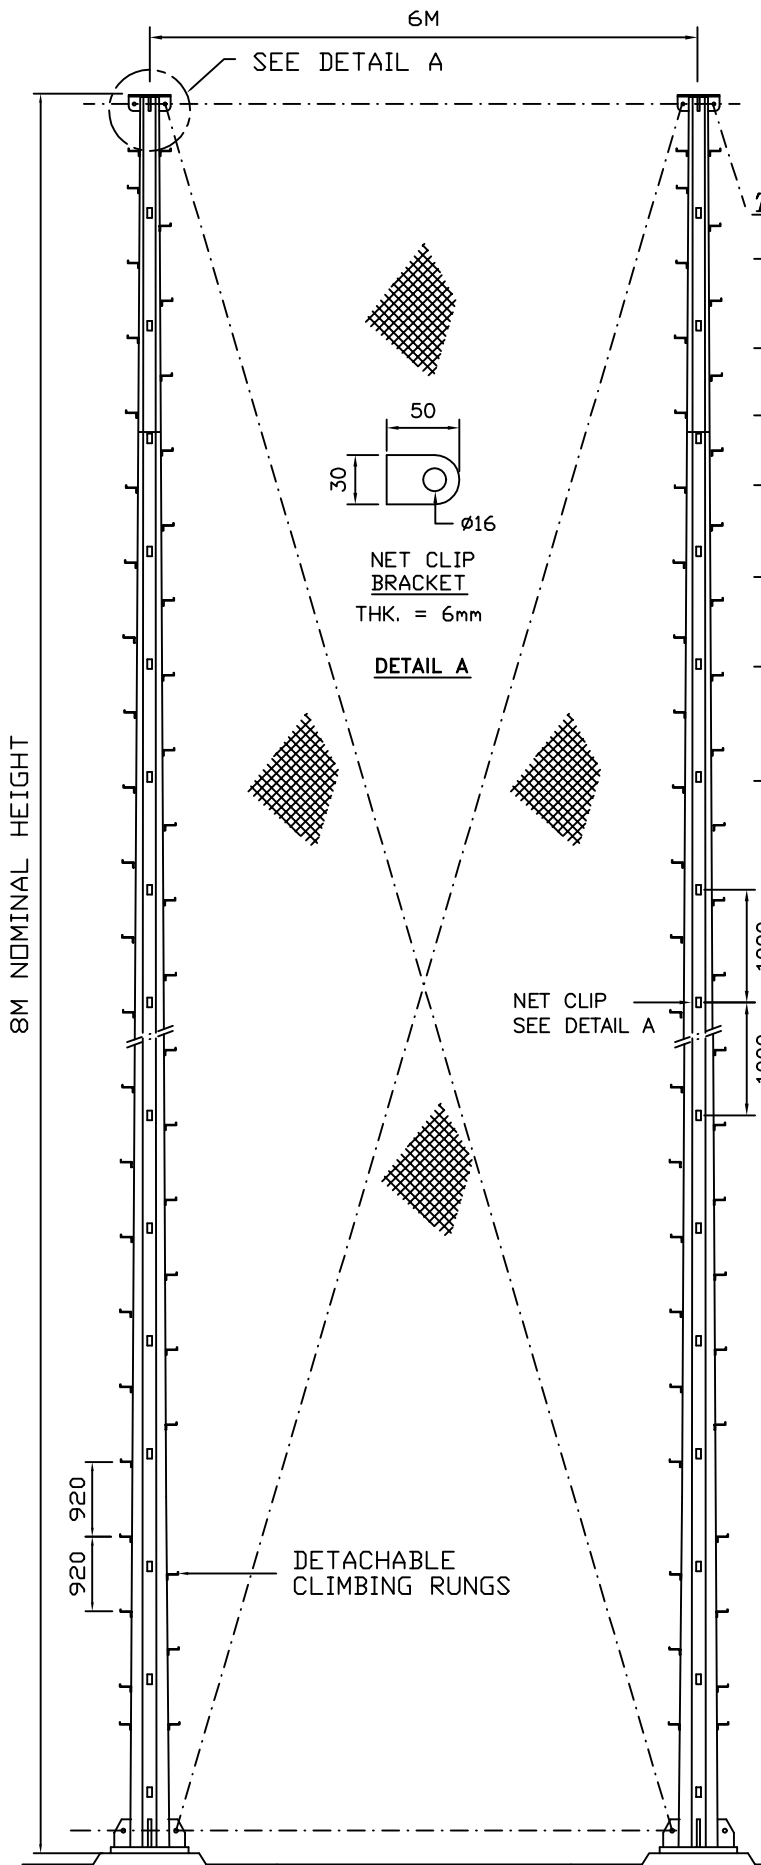 6M
SEE DETAIL A
50
30
Ø16
NET CLIP
BRACKET
THK. = 6mm
DETAIL A
8M NOMINAL HEIGHT
1000
NET CLIP
SEE DETAIL A
1000
920
920
DETACHABLE
CLIMBING RUNGS